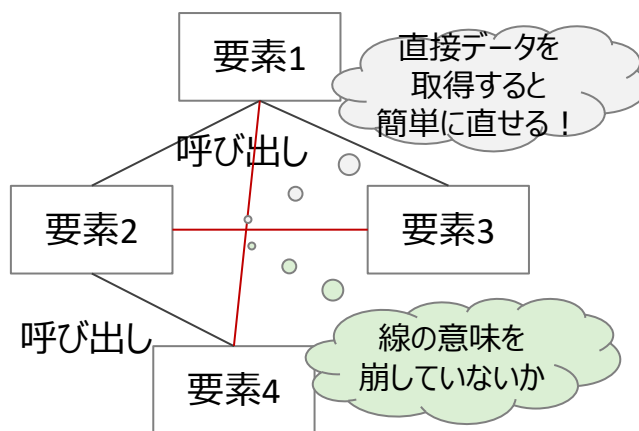 要素1
直接データを
取得すると
簡単に直せる！
呼び出し
要素2
要素3
呼び出し
線の意味を
崩していないか
要素4